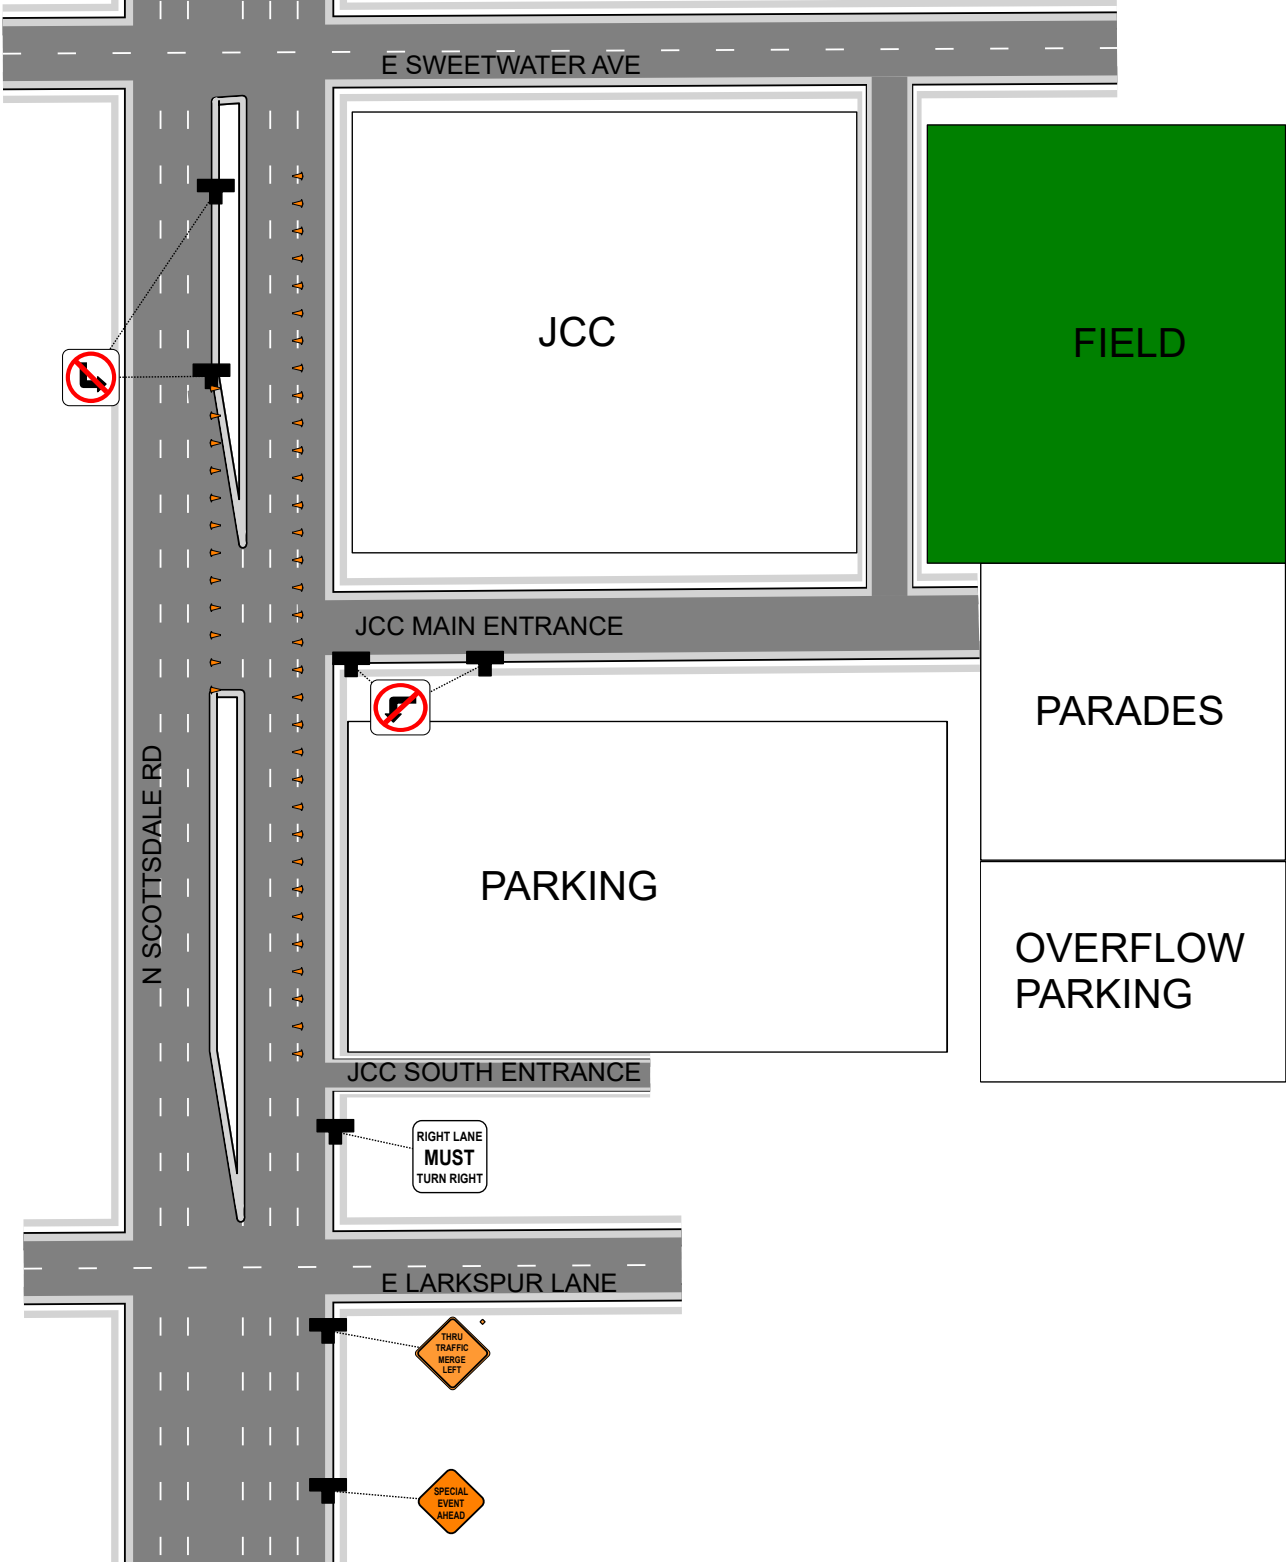 E SWEETWATER AVE
JCC
FIELD
JCC MAIN ENTRANCE
PARADES
N SCOTTSDALE RD
PARKING
OVERFLOW
PARKING
JCC SOUTH ENTRANCE
RIGHT LANE
MUST
TURN RIGHT
E LARKSPUR LANE
THRU
TRAFFIC
MERGE
LEFT
SPECIAL
EVENT
AHEAD